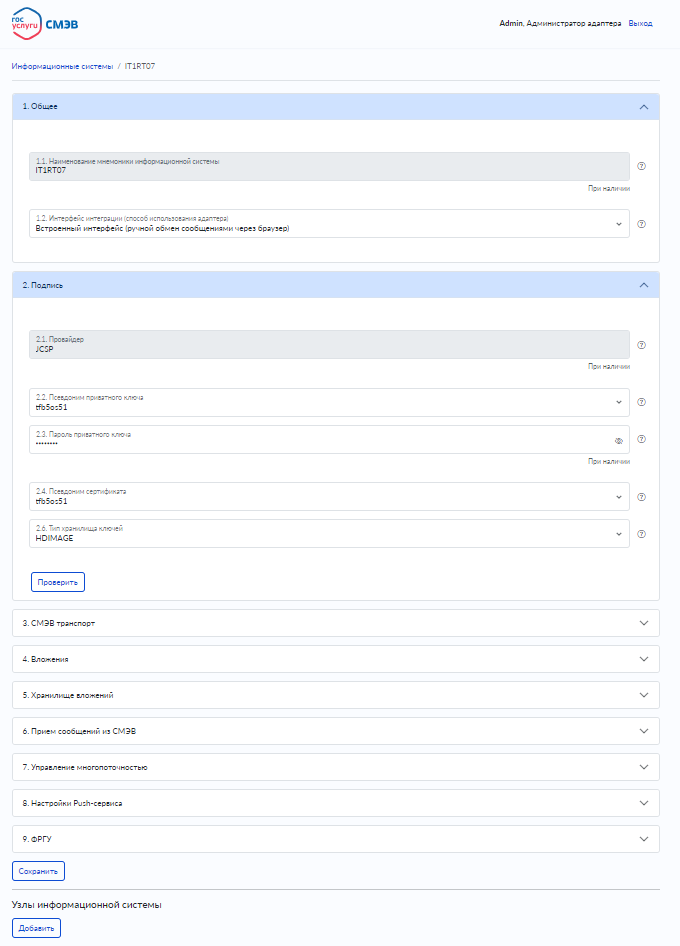 гос
услуги СМЭВ
Admin, Администратор адаптера Выход
Информационные системы / IT1RT07
1. Общее
1.1. Наименование мнемоники информационной системы
IT1RT07
При наличии
1.2. Интерфейс интеграции (способ использования адаптера)
Встроенный интерфейс (ручной обмен сообщениями через браузер)
2. Подпись
2.1. Провайдер
JCSP
При наличии
2.2. Псевдоним приватного ключа
tfb5os51
2.3. Пароль приватного ключа
••••••••
При наличии
2.4. Псевдоним сертификата
tfb5os51
2.6. Тип хранилища ключей
HDIMAGE
Проверить
3. СМЭВ транспорт
4. Вложения
5. Хранилище вложений
6. Прием сообщений из СМЭВ
7. Управление многопоточностью
8. Настройки Push-сервиса
9. ФРГУ
Сохранить
Узлы информационной системы
Добавить